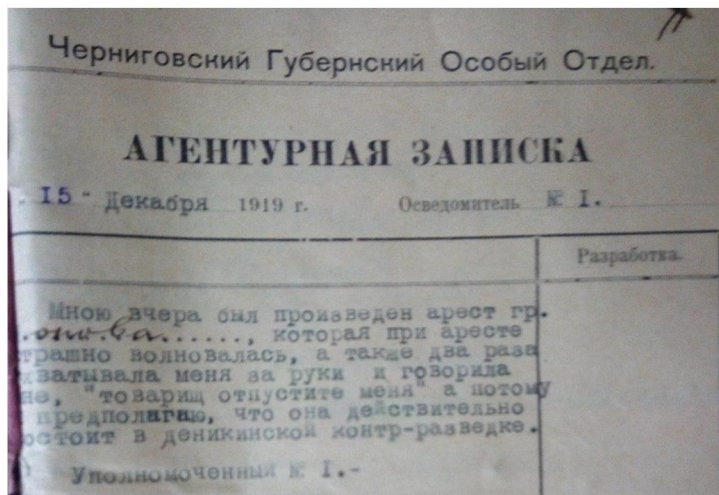 Черниговский Губернский Особый Отдел.
АГЕНТУРНАЯ ЗАПИСКА
„ 15 " Декабря 1919 г. Осведомитель № I.
Разработка.
Мною вчера был произведен арест гр.
....., которая при аресте
трашно волновалась, а также два раза
хватывала меня за руки и говорила
не, "товарищ отпустите меня" а потому
предполагаю, что она действительно
остоит в деникинской контр-разведке.
Уполномоченный № I.-